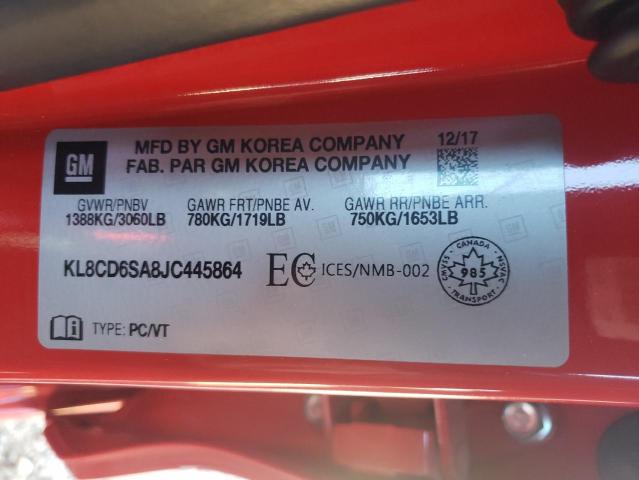 GM
MFD BY GM KOREA COMPANY
FAB. PAR GM KOREA COMPANY
12/17
GVWR/PNBV
1388KG/3060LB
GAWR FRT/PNBE AV.
780KG/1719LB
GAWR RR/PNBE ARR.
750KG/1653LB
KL8CD6SA8JC445864
EC ICES/NMB-002
CANADA
CMVSS
985
NSVAC
TRANSPORT
TYPE: PC/VT